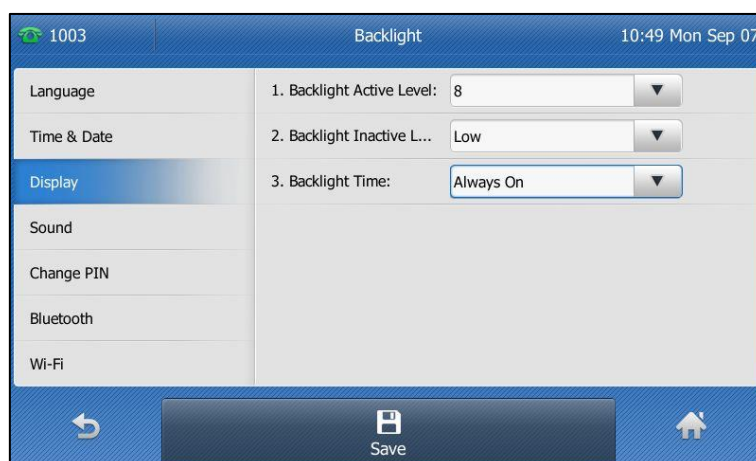 1003 Backlight 10:49 Mon Sep 07
Language
Time & Date
Display
Sound
Change PIN
Bluetooth
Wi-Fi
1. Backlight Active Level: 8
2. Backlight Inactive L... Low
3. Backlight Time: Always On
Save